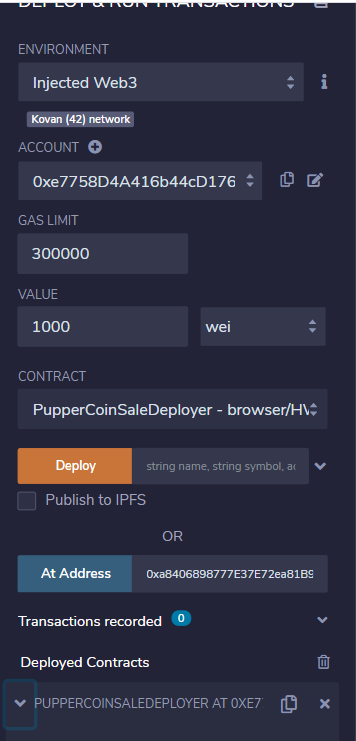 DEPLOY & RUN TRANSACTIONS
ENVIRONMENT
Injected Web3
i
Kovan (42) network
ACCOUNT
0xe7758D4A416b44cD176
GAS LIMIT
300000
VALUE
1000 wei
CONTRACT
PupperCoinSaleDeployer - browser/HV
Deploy string name, string symbol, ac
Publish to IPFS
OR
At Address 0xa8406898777E37E72ea81B9
Transactions recorded 0
Deployed Contracts
PUPPERCOINSALEDEPLOYER AT 0XE7